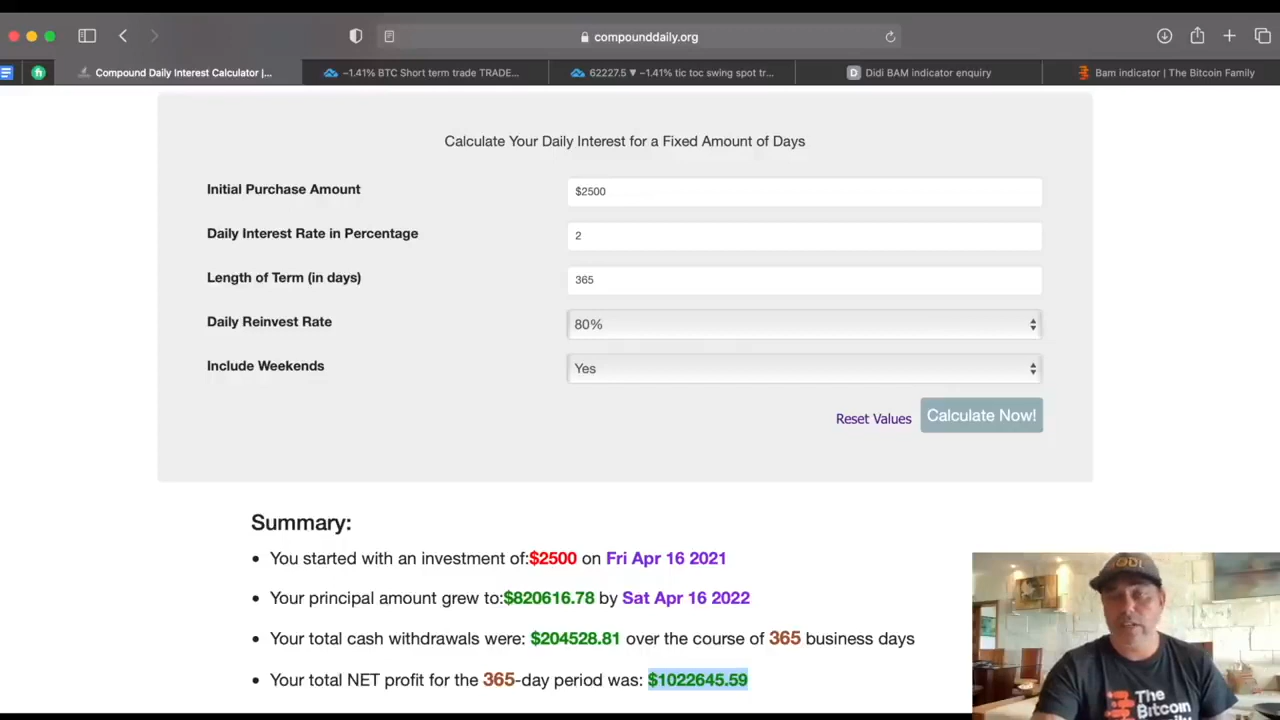 compounddaily.org
Compound Daily Interest Calculator |...
−1.41% BTC Short term trade TRADE...
62227.5 ▼ −1.41% tic toc swing spot tr...
D Didi BAM indicator enquiry
Bam indicator | The Bitcoin Family
Calculate Your Daily Interest for a Fixed Amount of Days
Initial Purchase Amount
$2500
Daily Interest Rate in Percentage
2
Length of Term (in days)
365
Daily Reinvest Rate
80%
Include Weekends
Yes
Reset Values
Calculate Now!
Summary:
• You started with an investment of:$2500 on Fri Apr 16 2021
• Your principal amount grew to:$820616.78 by Sat Apr 16 2022
• Your total cash withdrawals were: $204528.81 over the course of 365 business days
• Your total NET profit for the 365-day period was: $1022645.59
The
Bitcoin